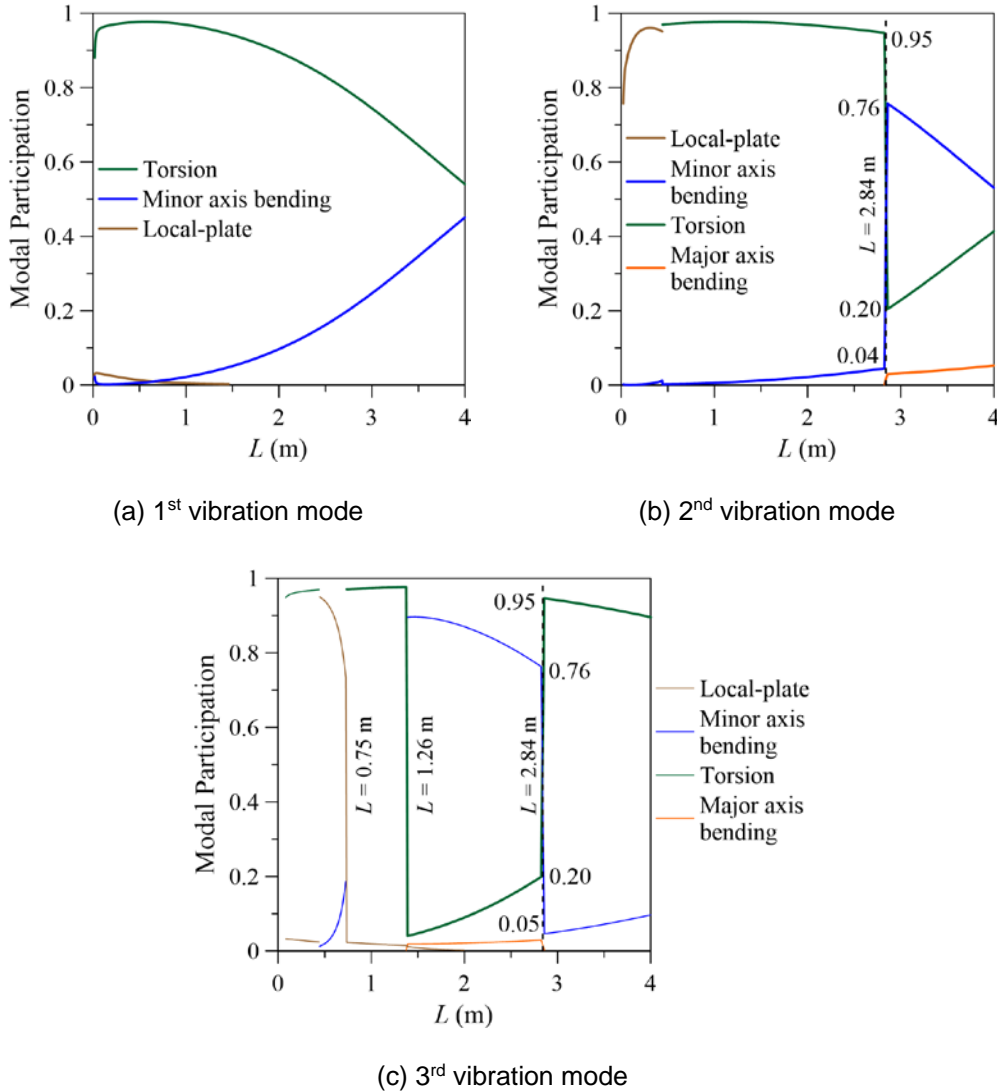 1
0.8
0.6
0.4
0.2
0
Modal Participation
Torsion
Minor axis bending
Local-plate
0 1 2 3 4
L (m)
(a) 1st vibration mode
1
0.8
0.6
0.4
0.2
0
Modal Participation
Local-plate
Minor axis
bending
Torsion
Major axis
bending
0.95
0.76
L = 2.84 m
0.20
0.04
0 1 2 3 4
L (m)
(b) 2nd vibration mode
1
0.8
0.6
0.4
0.2
0
Modal Participation
L = 0.75 m
L = 1.26 m
L = 2.84 m
0.95
0.76
0.20
0.05
Local-plate
Minor axis
bending
Torsion
Major axis
bending
0 1 2 3 4
L (m)
(c) 3rd vibration mode